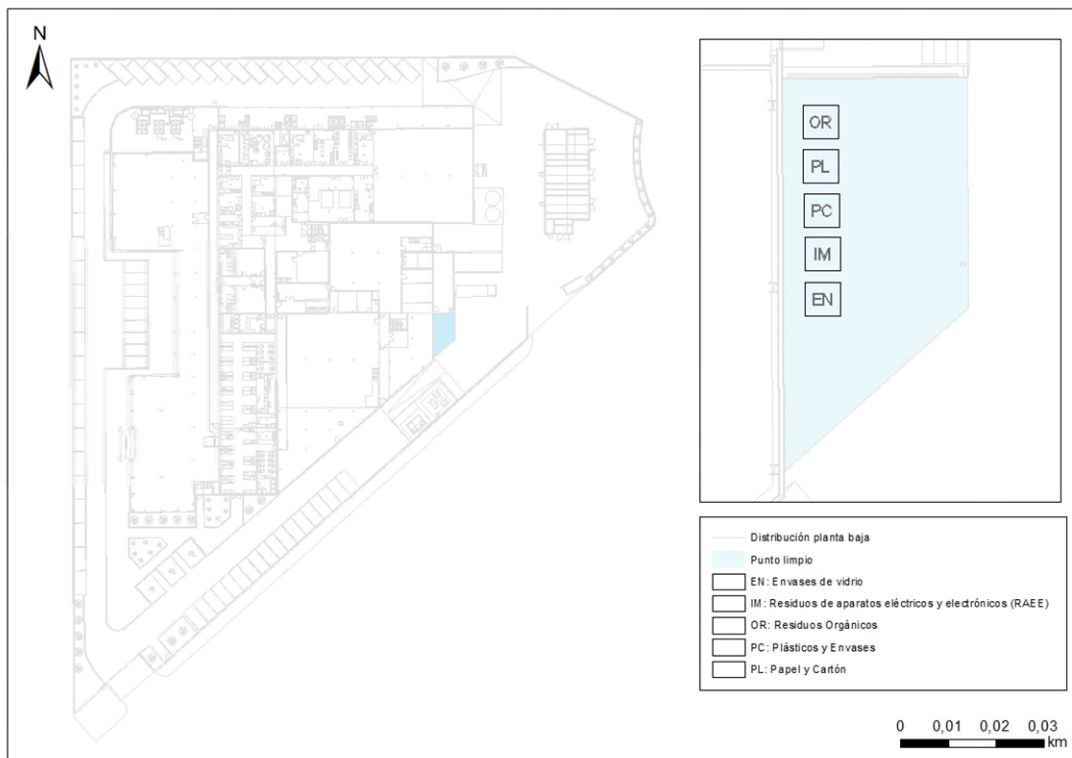 N
OR
PL
PC
IM
EN
Distribución planta baja
Punto limpio
EN: Envases de vidrio
IM: Residuos de aparatos eléctricos y electrónicos (RAEE)
OR: Residuos Orgánicos
PC: Plásticos y Envases
PL: Papel y Cartón
0 0,01 0,02 0,03
km